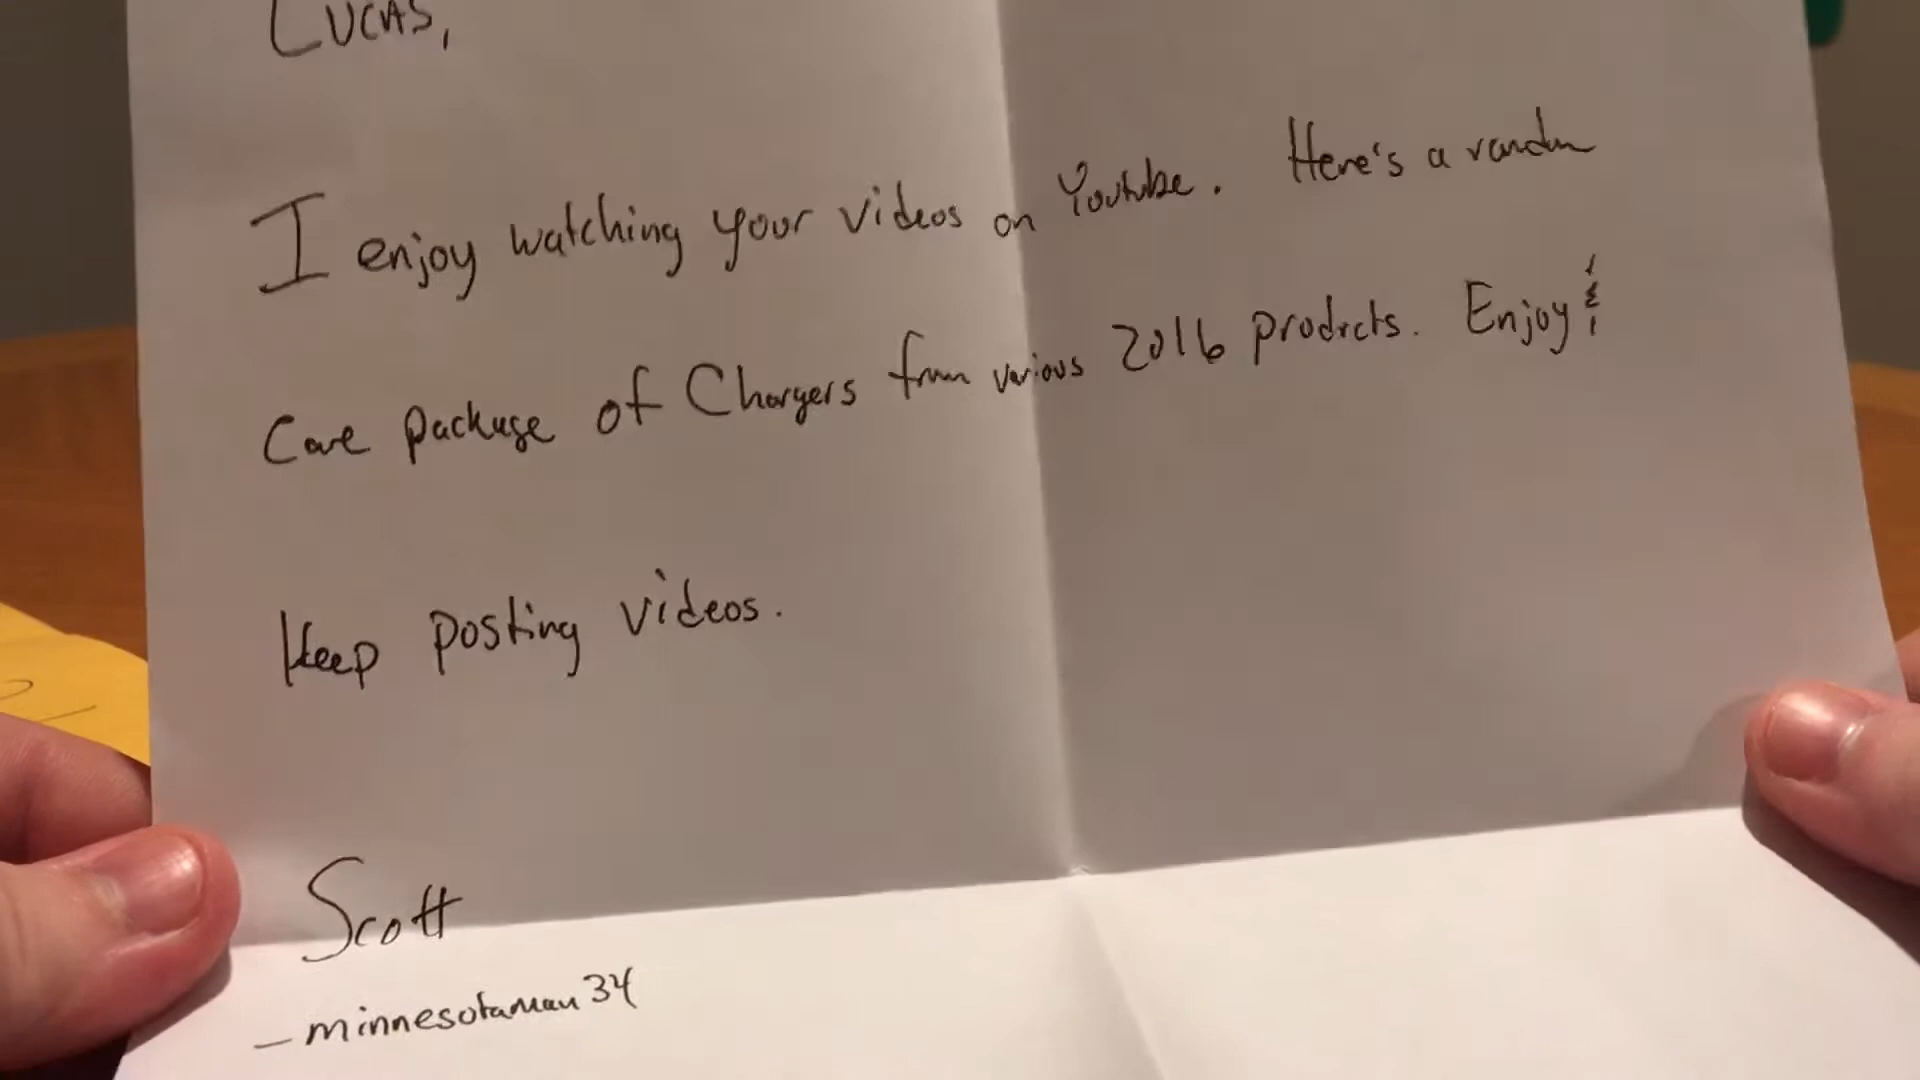 Lucas,
I enjoy watching your videos on Youtube. Here's a random
Care package of Chargers from various 2016 products. Enjoy &
Keep posting videos.
Scott
- minnesotaman34